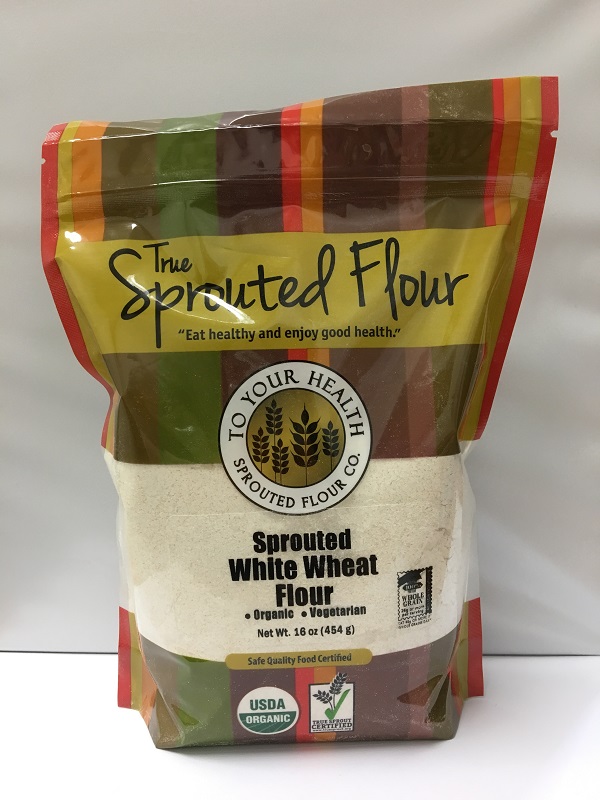 True
Sprouted Flour
“Eat healthy and enjoy good health.”
TO YOUR HEALTH
SPROUTED FLOUR CO.
Sprouted
White Wheat
Flour
• Organic • Vegetarian
Net Wt. 16 oz (454 g)
WHOLE
GRAIN
Safe Quality Food Certified
USDA
ORGANIC
TRUE SPROUT
CERTIFIED